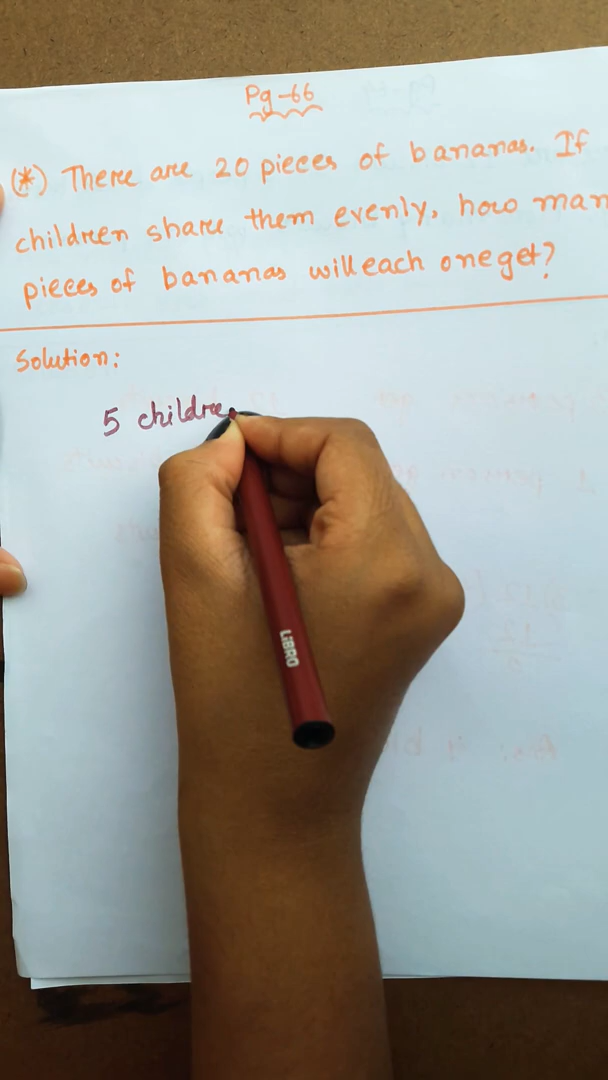 Pg-66
(*) There are 20 pieces of bananas. If
children share them evenly, how man
pieces of bananas will each one get?
Solution:
5 childre
LiBRO